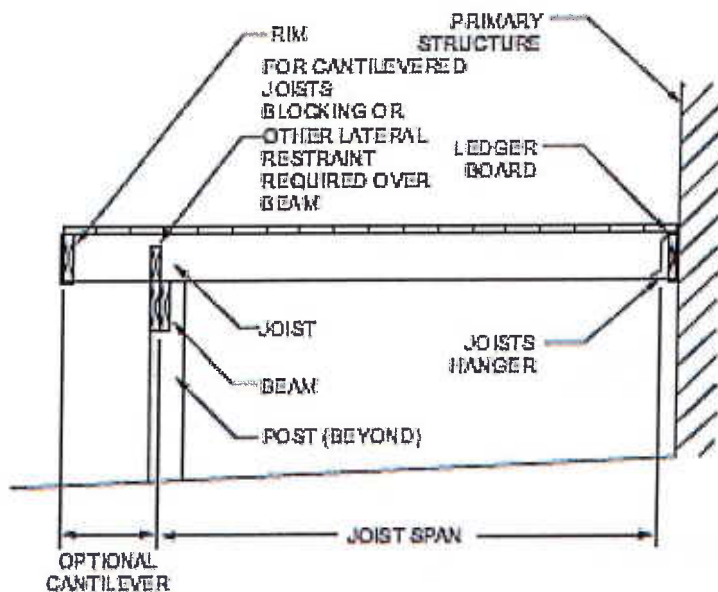 RIM
FOR CANTILEVERED
JOISTS
BLOCKING OR
OTHER LATERAL
RESTRAINT
REQUIRED OVER
BEAM
PRIMARY
STRUCTURE
LEDGER
BOARD
JOIST
BEAM
POST (BEYOND)
JOISTS
HANGER
JOIST SPAN
OPTIONAL
CANTILEVER